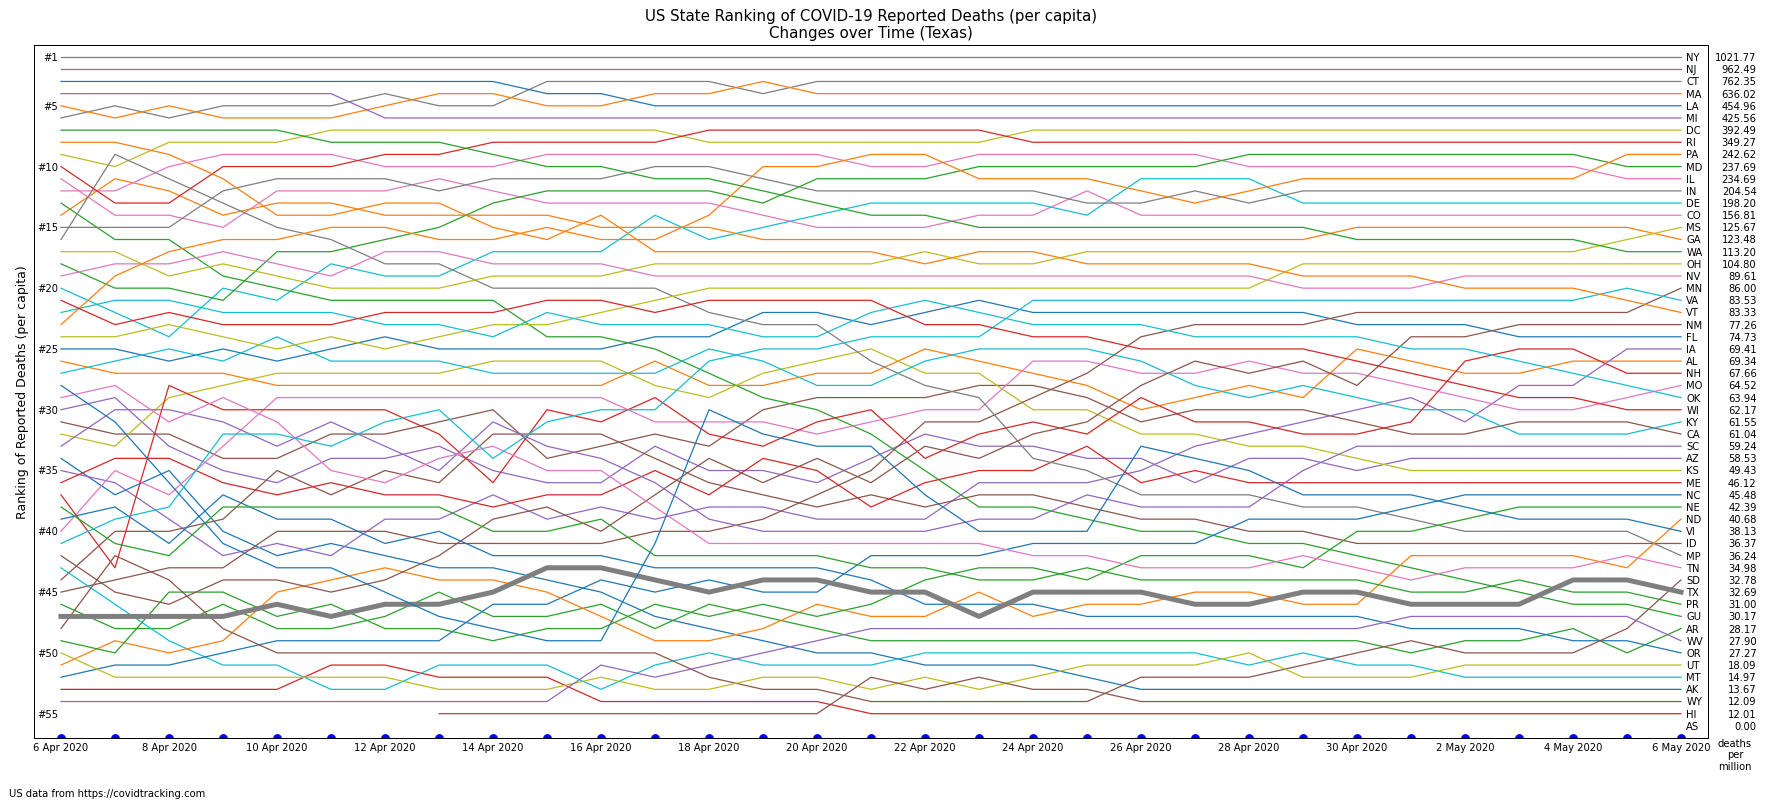 US State Ranking of COVID-19 Reported Deaths (per capita)
Changes over Time (Texas)
Ranking of Reported Deaths (per capita)
#1
#5
#10
#15
#20
#25
#30
#35
#40
#45
#50
#55
NY 1021.77
NJ 962.49
CT 762.35
MA 636.02
LA 454.96
MI 425.56
DC 392.49
RI 349.27
PA 242.62
MD 237.69
IL 234.69
IN 204.54
DE 198.20
CO 156.81
MS 125.67
GA 123.48
WA 113.20
OH 104.80
NV 89.61
MN 86.00
VA 83.53
VT 83.33
NM 77.26
FL 74.73
IA 69.41
AL 69.34
NH 67.66
MO 64.52
OK 63.94
WI 62.17
KY 61.55
CA 61.04
SC 59.24
AZ 58.53
KS 49.43
ME 46.12
NC 45.48
NE 42.39
ND 40.68
VI 38.13
ID 36.37
MP 36.24
TN 34.98
SD 32.78
TX 32.69
PR 31.00
GU 30.17
AR 28.17
WV 27.90
OR 27.27
UT 18.09
MT 14.97
AK 13.67
WY 12.09
HI 12.01
AS 0.00
6 Apr 2020 8 Apr 2020 10 Apr 2020 12 Apr 2020 14 Apr 2020 16 Apr 2020 18 Apr 2020 20 Apr 2020 22 Apr 2020 24 Apr 2020 26 Apr 2020 28 Apr 2020 30 Apr 2020 2 May 2020 4 May 2020 6 May 2020
deaths
per
million
US data from https://covidtracking.com